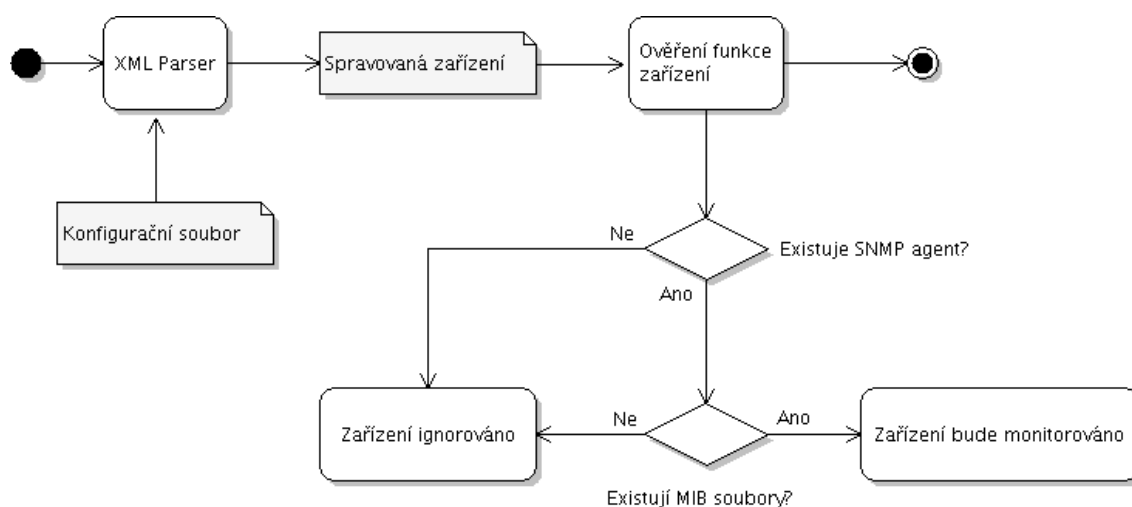 XML Parser
Spravovaná zařízení
Ověření funkce
zařízení
Konfigurační soubor
Ne
Existuje SNMP agent?
Ano
Zařízení ignorováno
Ne
Ano
Zařízení bude monitorováno
Existují MIB soubory?